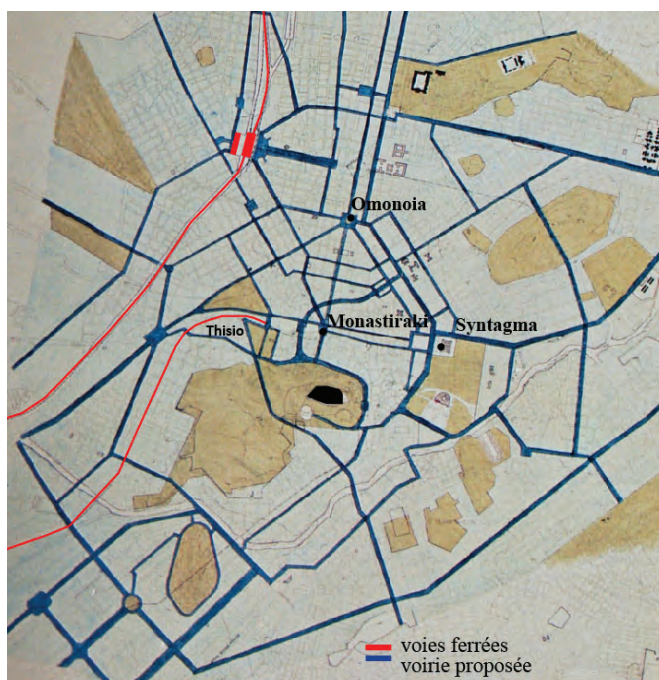 Omonoia
Monastiraki
Syntagma
Thisio
voies ferrées
voirie proposée